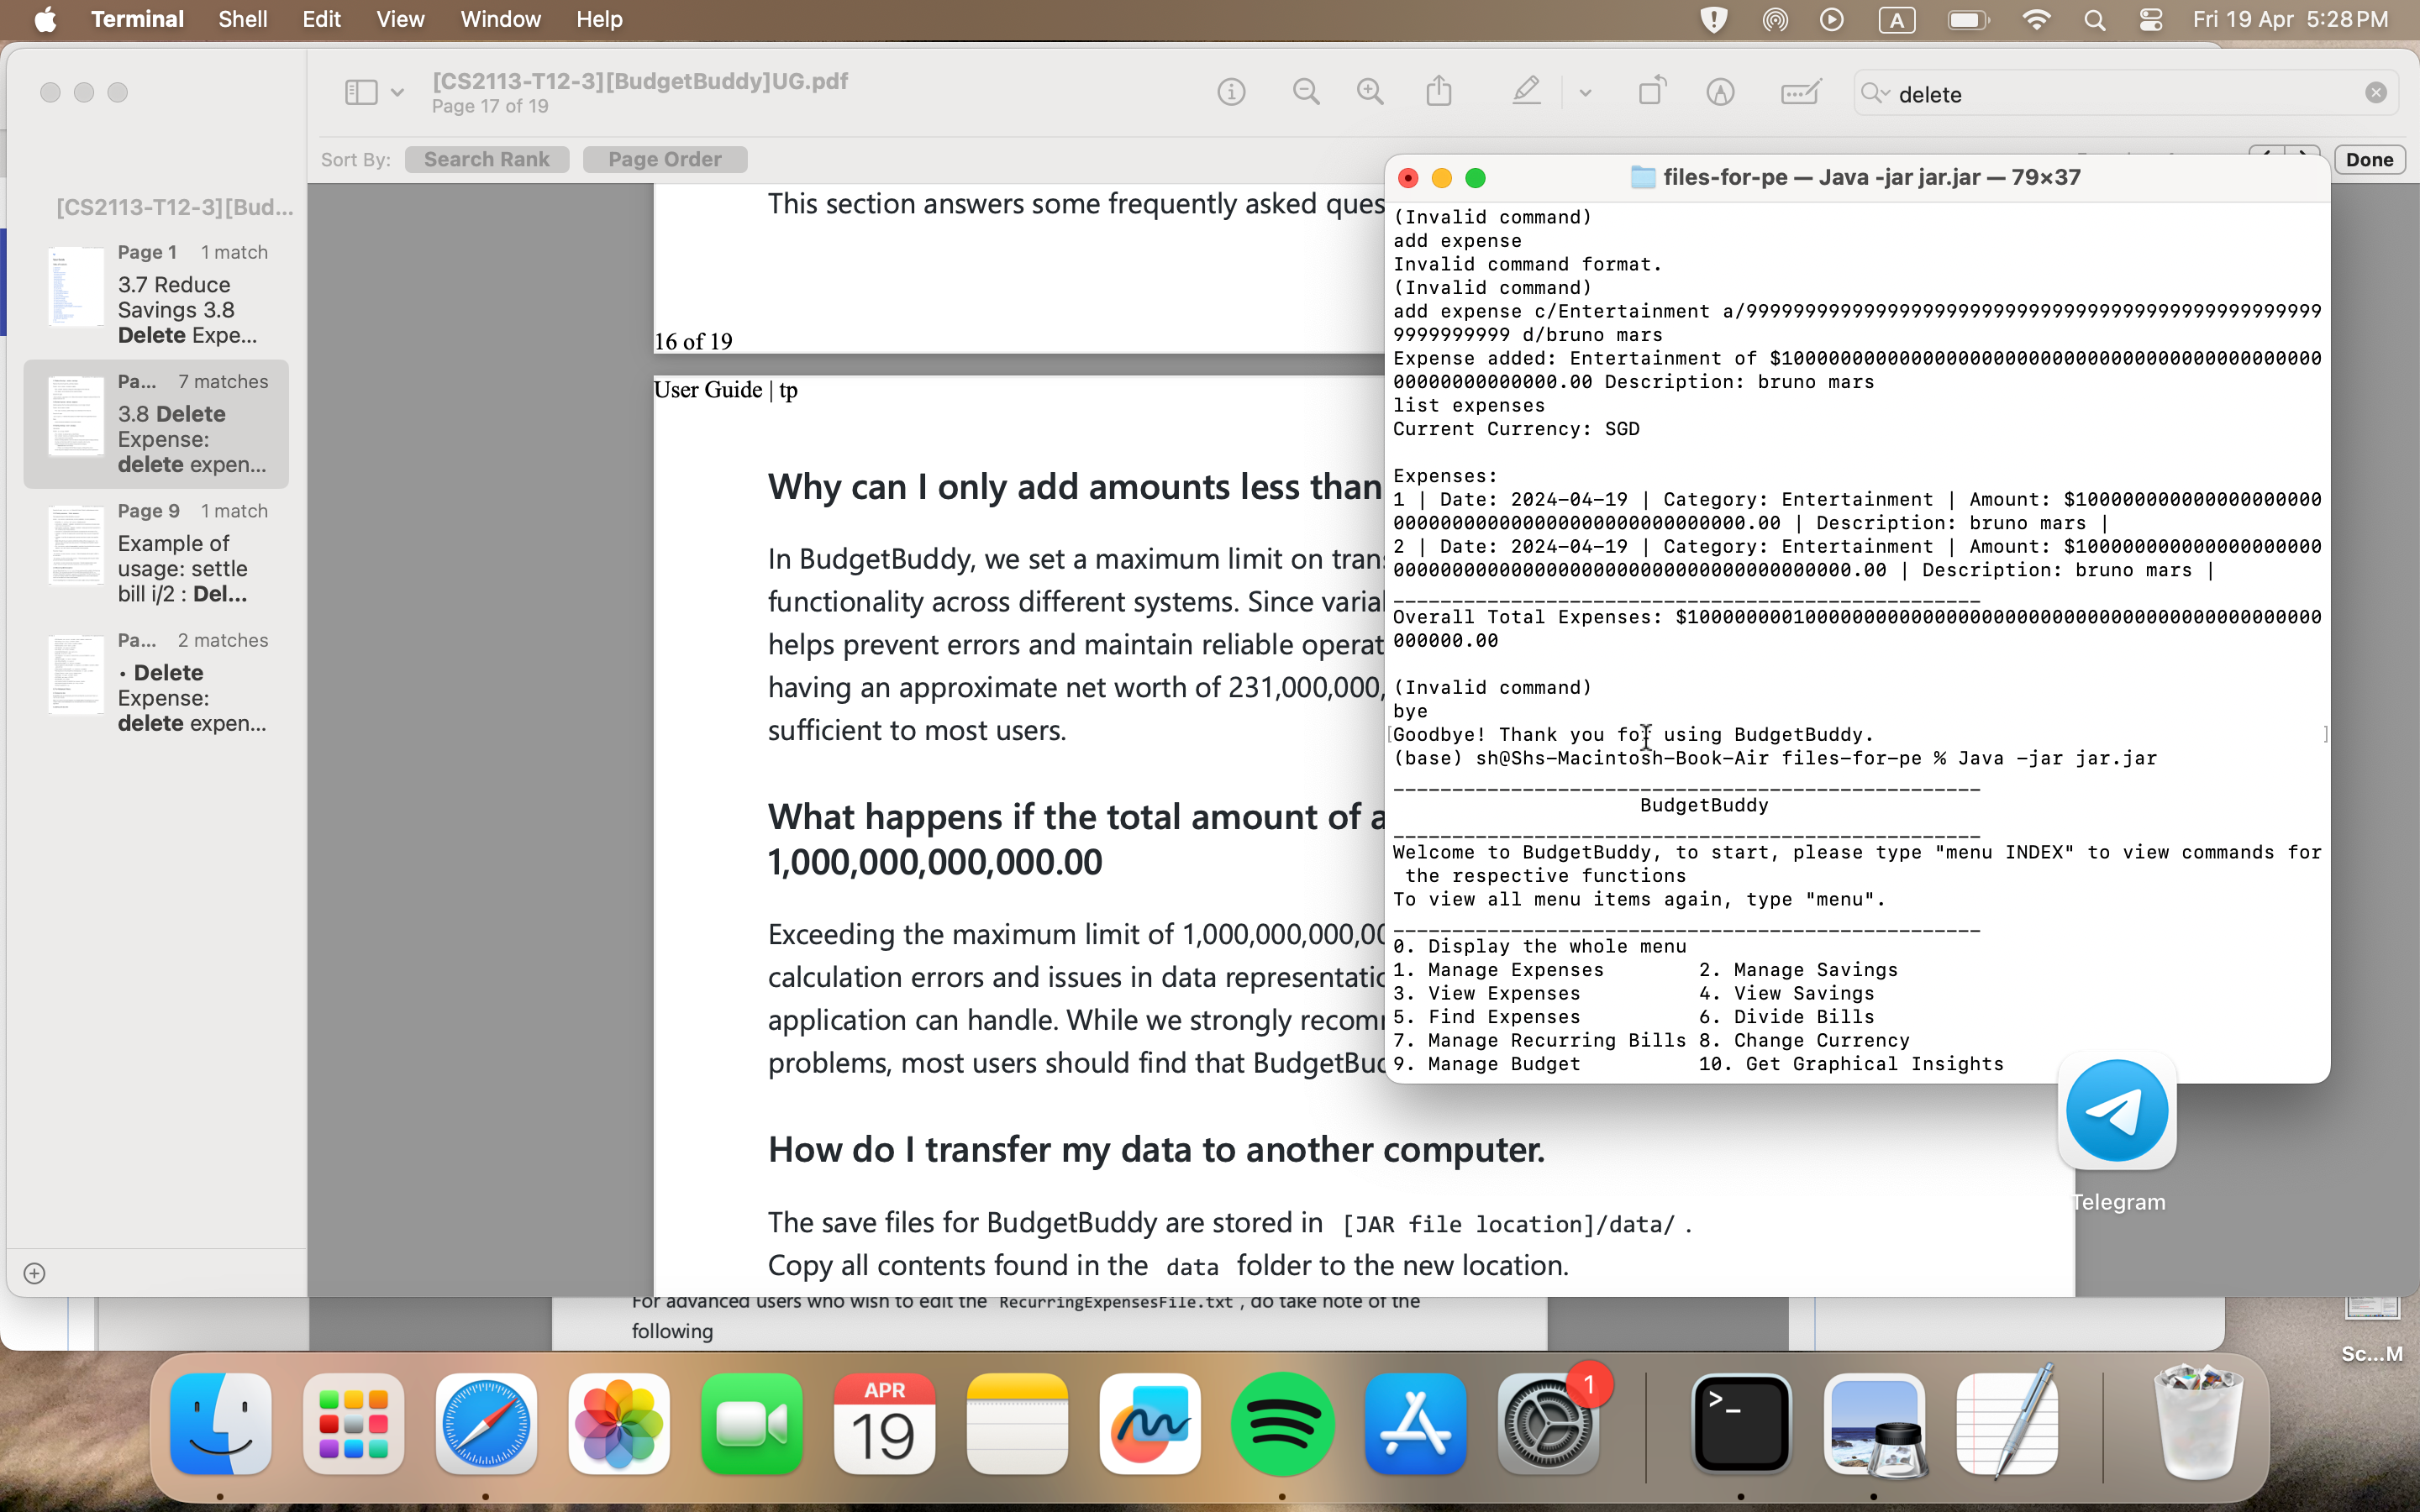 Terminal Shell Edit View Window Help
A
Fri 19 Apr 5:28 PM
[CS2113-T12-3][BudgetBuddy]UG.pdf
Page 17 of 19
delete
Sort By: Search Rank Page Order
Done
[CS2113-T12-3][Bud...
Page 1 1 match
3.7 Reduce
Savings 3.8
Delete Expe...
Pa... 7 matches
3.8 Delete
Expense:
delete expen...
Page 9 1 match
Example of
usage: settle
bill i/2 : Del...
Pa... 2 matches
• Delete
Expense:
delete expen...
This section answers some frequently asked ques
16 of 19
User Guide | tp
Why can I only add amounts less than
In BudgetBuddy, we set a maximum limit on tran
functionality across different systems. Since varia
helps prevent errors and maintain reliable operat
having an approximate net worth of 231,000,000,
sufficient to most users.
What happens if the total amount of a
1,000,000,000,000.00
Exceeding the maximum limit of 1,000,000,000,00
calculation errors and issues in data representatio
application can handle. While we strongly recom
problems, most users should find that BudgetBud
How do I transfer my data to another computer.
The save files for BudgetBuddy are stored in [JAR file location]/data/ .
Copy all contents found in the data folder to the new location.
For advanced users who wish to edit the RecurringExpensesFile.txt , do take note of the
following
files-for-pe — Java -jar jar.jar — 79×37
(Invalid command)
add expense
Invalid command format.
(Invalid command)
add expense c/Entertainment a/9999999999999999999999999999999999999999999999999
9999999999 d/bruno mars
Expense added: Entertainment of $10000000000000000000000000000000000000000000000
00000000000000.00 Description: bruno mars
list expenses
Current Currency: SGD
Expenses:
1 | Date: 2024-04-19 | Category: Entertainment | Amount: $1000000000000000000000
000000000000000000000000000000.00 | Description: bruno mars |
2 | Date: 2024-04-19 | Category: Entertainment | Amount: $1000000000000000000000
000000000000000000000000000000000000000.00 | Description: bruno mars |
__________________________________________________
Overall Total Expenses: $1000000001000000000000000000000000000000000000000000000
000000.00
(Invalid command)
bye
[Goodbye! Thank you for using BudgetBuddy. ]
(base) sh@Shs-Macintosh-Book-Air files-for-pe % Java -jar jar.jar
__________________________________________________
BudgetBuddy
__________________________________________________
Welcome to BudgetBuddy, to start, please type "menu INDEX" to view commands for
the respective functions
To view all menu items again, type "menu".
__________________________________________________
0. Display the whole menu
1. Manage Expenses 2. Manage Savings
3. View Expenses 4. View Savings
5. Find Expenses 6. Divide Bills
7. Manage Recurring Bills 8. Change Currency
9. Manage Budget 10. Get Graphical Insights
Telegram
Sc...M
APR
19
1
>_